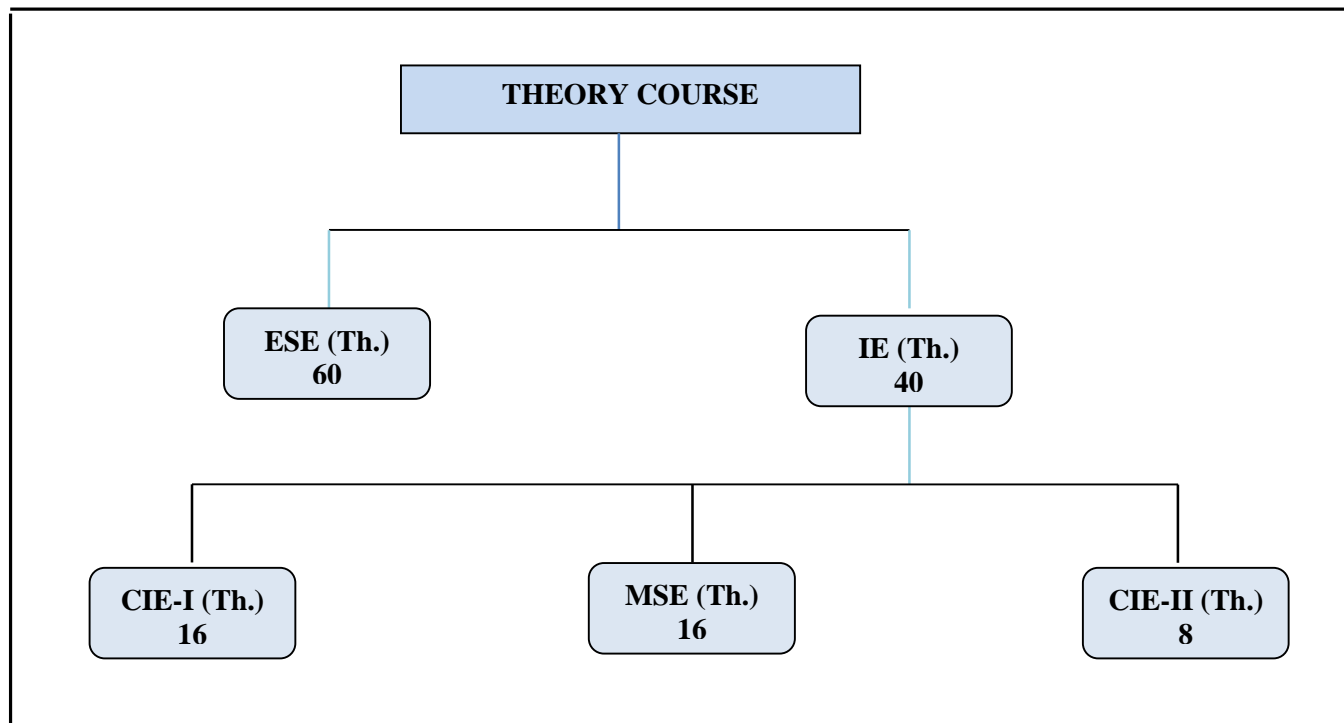 THEORY COURSE
ESE (Th.)
60
IE (Th.)
40
CIE-I (Th.)
16
MSE (Th.)
16
CIE-II (Th.)
8